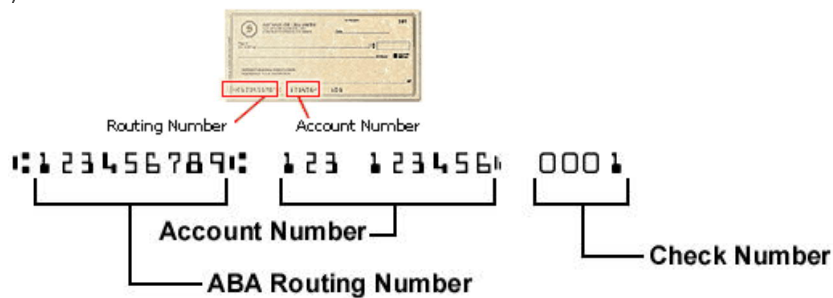 Routing Number Account Number
⑆123456789⑆ 123 123456⑈ 0001
Account Number
Check Number
ABA Routing Number